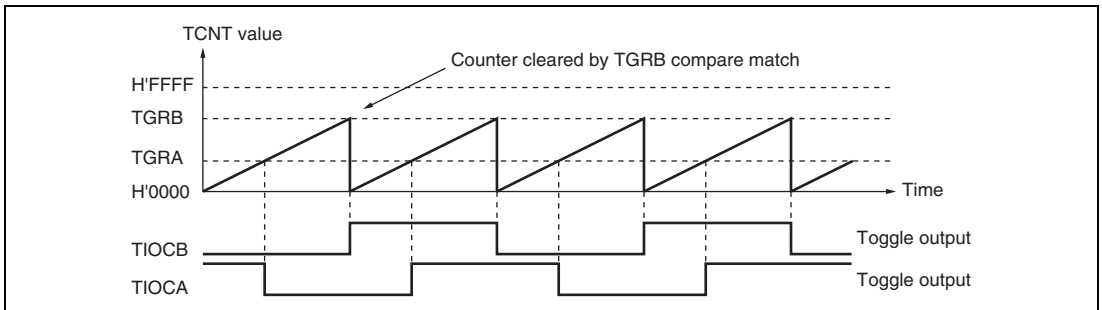 TCNT value
Counter cleared by TGRB compare match
H'FFFF
TGRB
TGRA
H'0000
Time
TIOCB
Toggle output
TIOCA
Toggle output